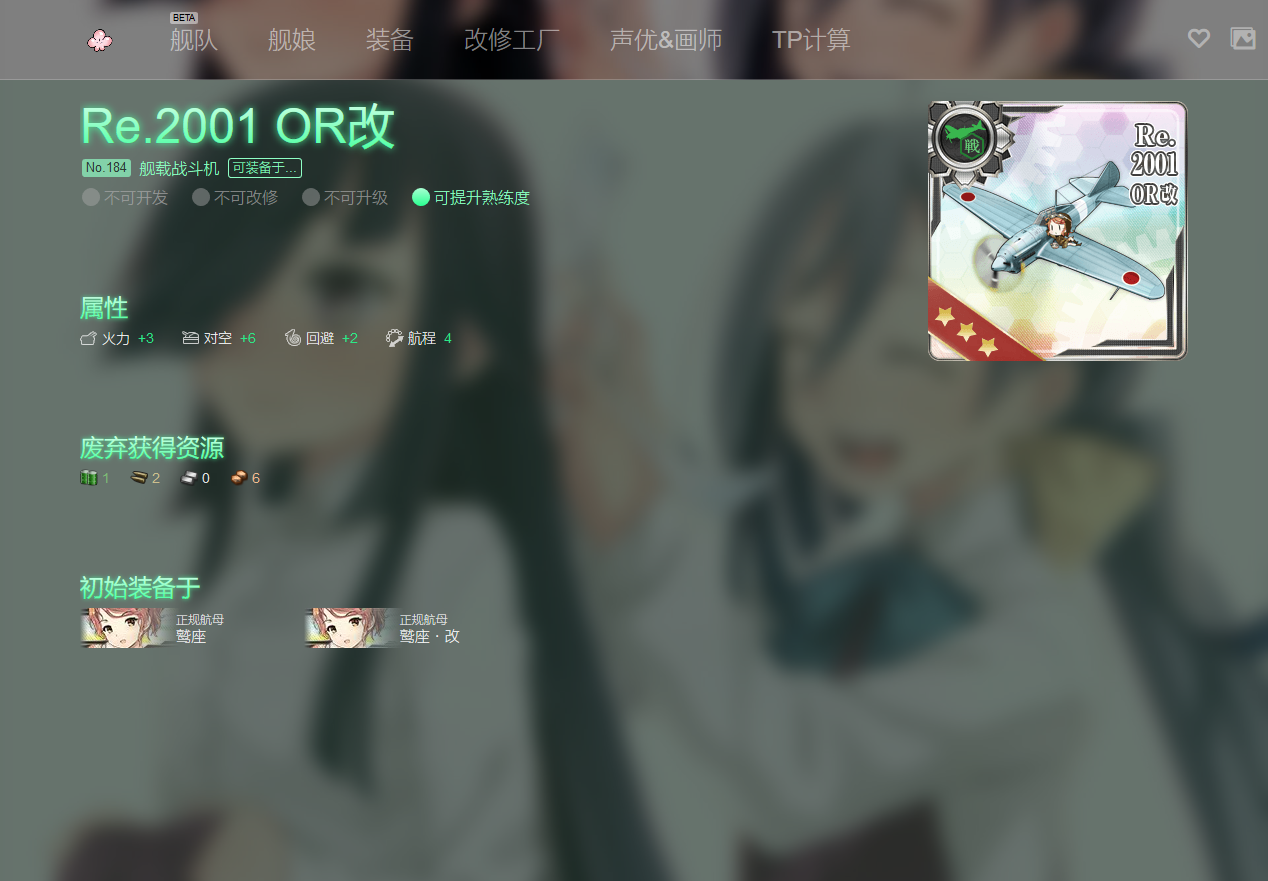 BETA
舰队 舰娘 装备 改修工厂 声优&画师 TP计算
Re.2001 OR改
No.184 舰载战斗机 可装备于...
不可开发 不可改修 不可升级 可提升熟练度
戦
Re.
2001
OR改
属性
火力 +3 对空 +6 回避 +2 航程 4
废弃获得资源
1 2 0 6
初始装备于
正规航母 正规航母
鹫座 鹫座·改